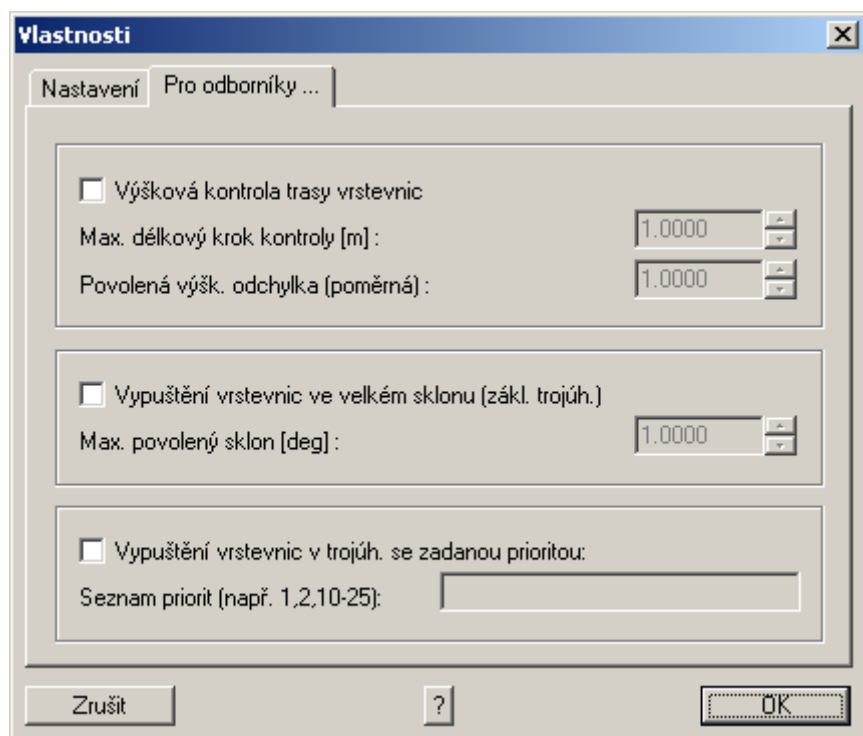 Vlastnosti
Nastavení
Pro odborníky ...
Výšková kontrola trasy vrstevnic
Max. délkový krok kontroly [m] :
1.0000
Povolená výšk. odchylka (poměrná) :
1.0000
Vypuštění vrstevnic ve velkém sklonu (zákl. trojúh.)
Max. povolený sklon [deg] :
1.0000
Vypuštění vrstevnic v trojúh. se zadanou prioritou:
Seznam priorit (např. 1,2,10-25):
Zrušit
?
OK